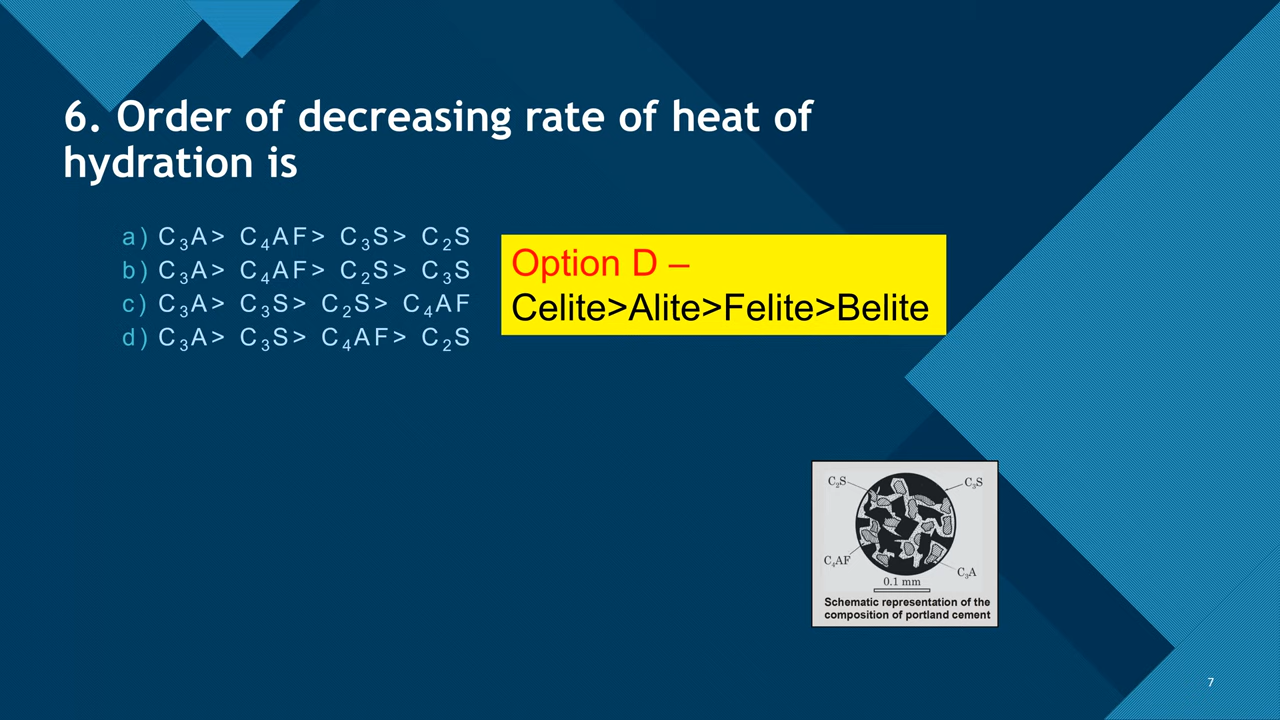 6. Order of decreasing rate of heat of
hydration is
a) C₃A> C₄AF> C₃S> C₂S
b) C₃A> C₄AF> C₂S> C₃S
c) C₃A> C₃S> C₂S> C₄AF
d) C₃A> C₃S> C₄AF> C₂S
Option D –
Celite>Alite>Felite>Belite
C₂S
C₃S
C₄AF
C₃A
0.1 mm
Schematic representation of the
composition of portland cement
7